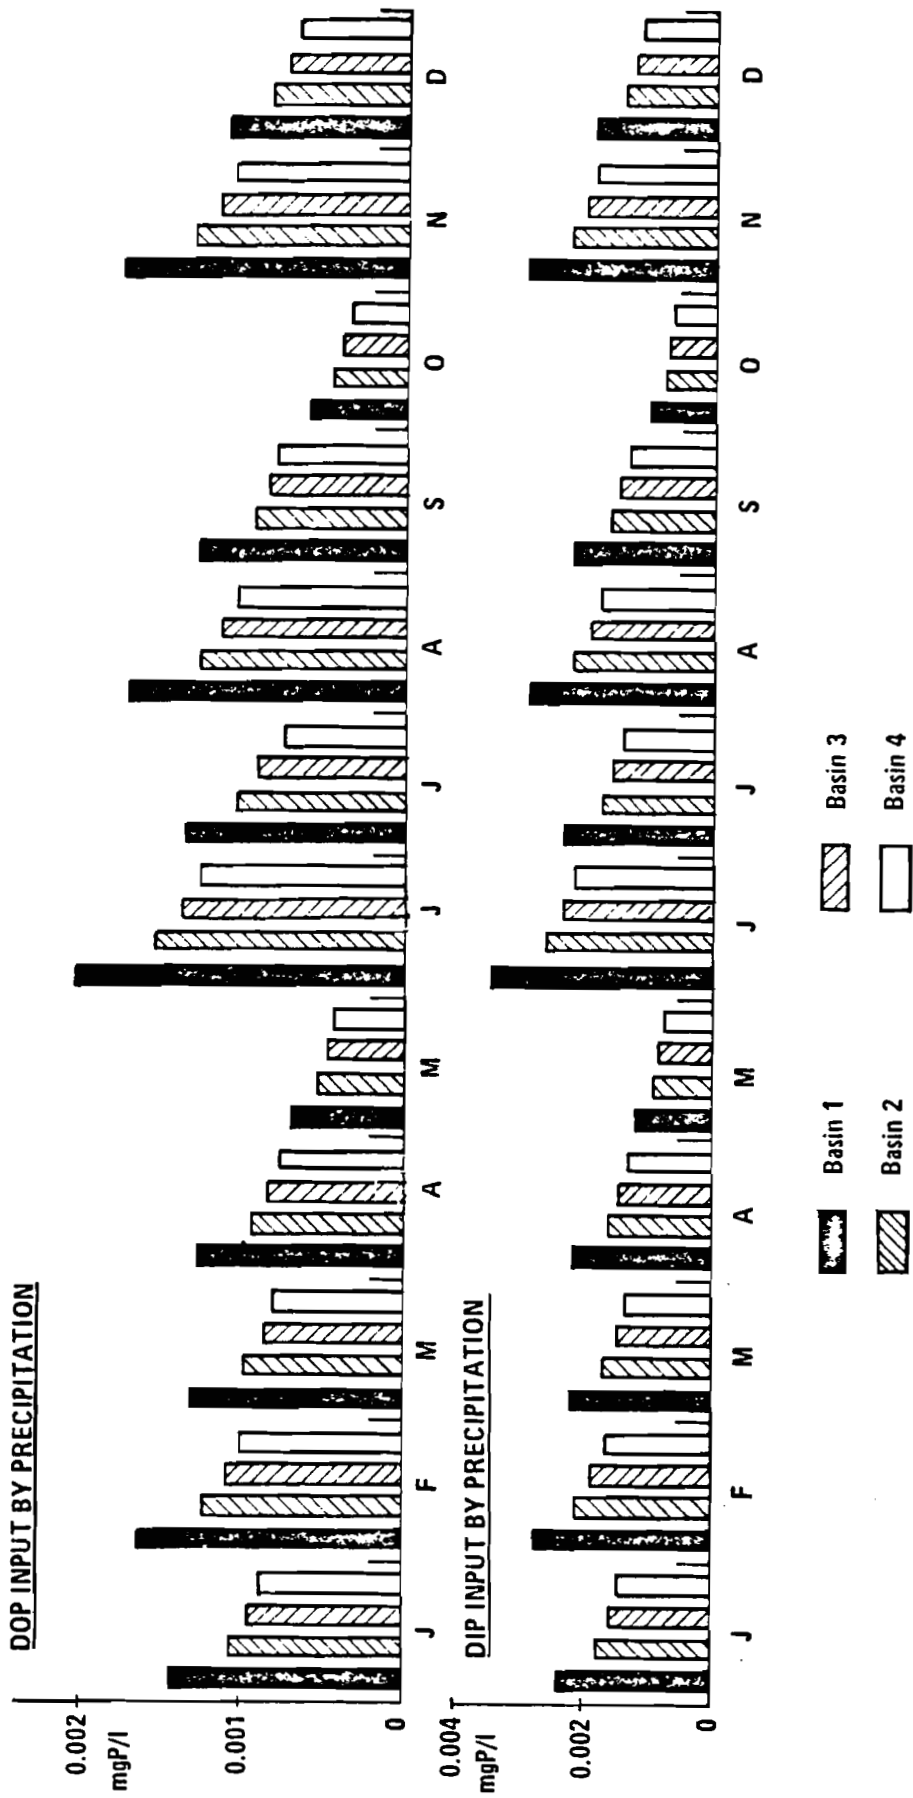 DOP INPUT BY PRECIPITATION
0.002
mgP/l
0.001
0
J F M A M J J A S O N D
DIP INPUT BY PRECIPITATION
0.004
mgP/l
0.002
0
J F M A M J J A S O N D
Basin 1 Basin 3
Basin 2 Basin 4